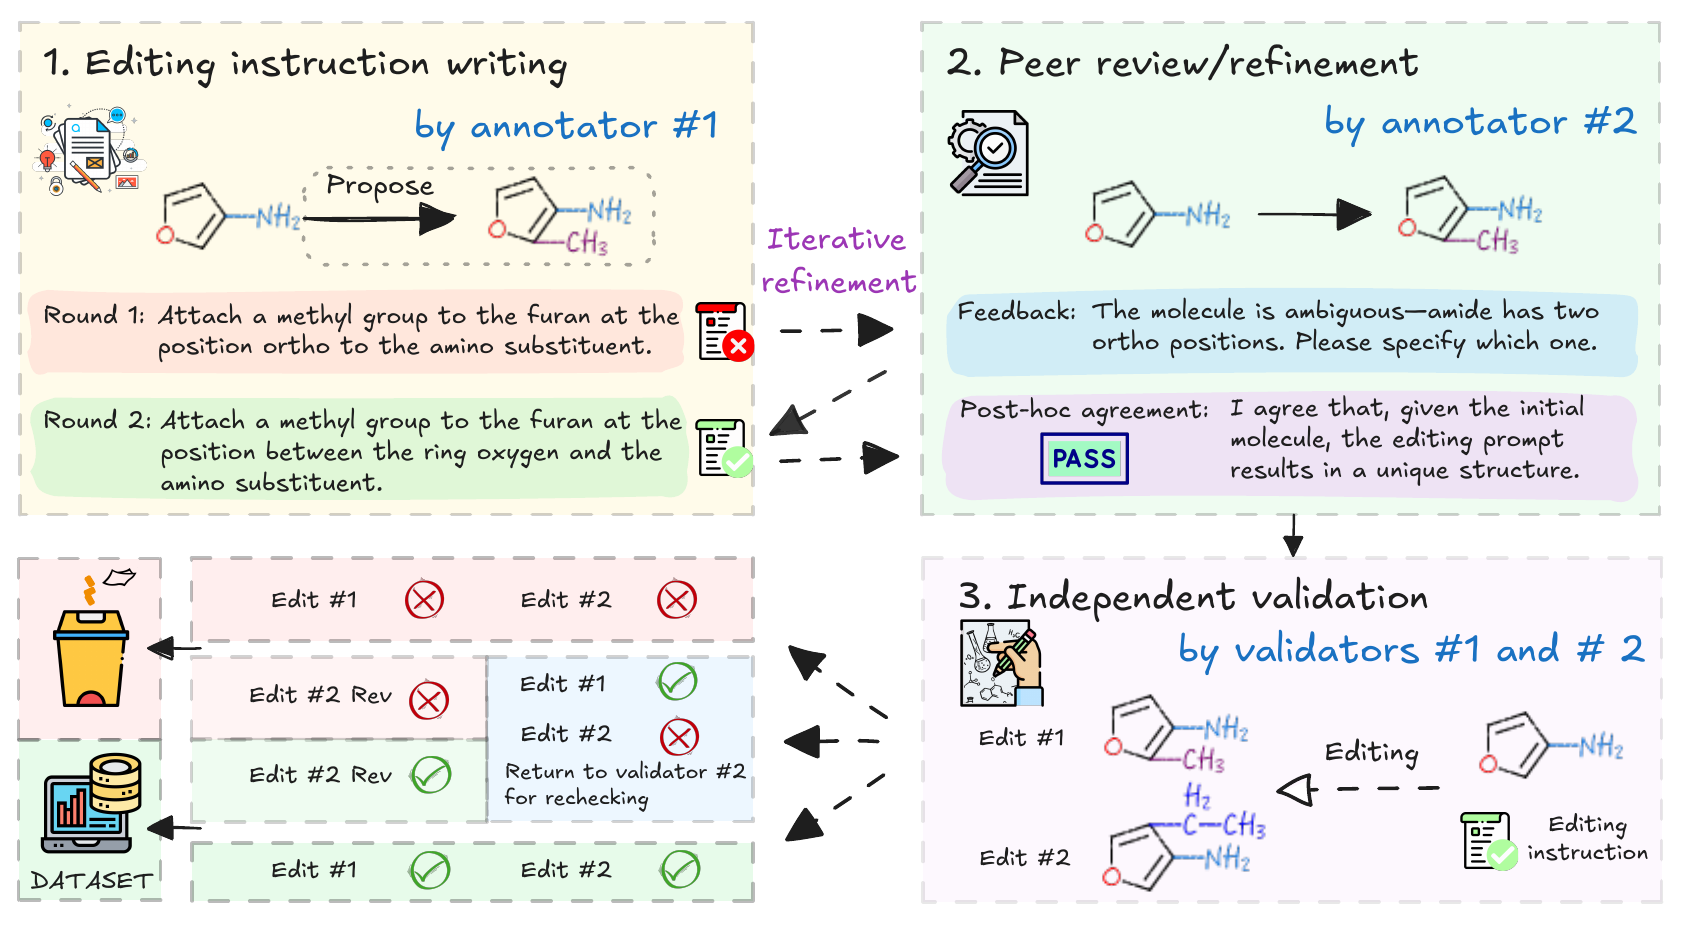 1. Editing instruction writing
by annotator #1
Propose
O
NH2
O
NH2
CH3
Round 1: Attach a methyl group to the furan at the
position ortho to the amino substituent.
Round 2: Attach a methyl group to the furan at the
position between the ring oxygen and the
amino substituent.
Iterative
refinement
2. Peer review/refinement
by annotator #2
O
NH2
O
NH2
CH3
Feedback: The molecule is ambiguous—amide has two
ortho positions. Please specify which one.
Post-hoc agreement: I agree that, given the initial
molecule, the editing prompt
results in a unique structure.
PASS
3. Independent validation
by validators #1 and # 2
Edit #1
O
NH2
CH3
Edit #2
H2
C-CH3
O
NH2
Editing
O
NH2
Editing
instruction
Edit #1
Edit #2
Edit #2 Rev
Edit #1
Edit #2
Return to validator #2
for rechecking
Edit #2 Rev
Edit #1
Edit #2
DATASET